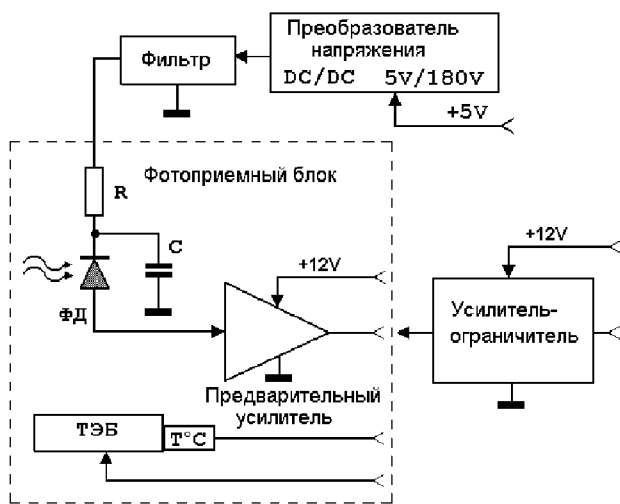 Преобразователь
напряжения
DC/DC 5V/180V
Фильтр
+5V
Фотоприемный блок
R
C
+12V
+12V
Усилитель-
ограничитель
ФД
Предварительный
усилитель
ТЭБ
T°C